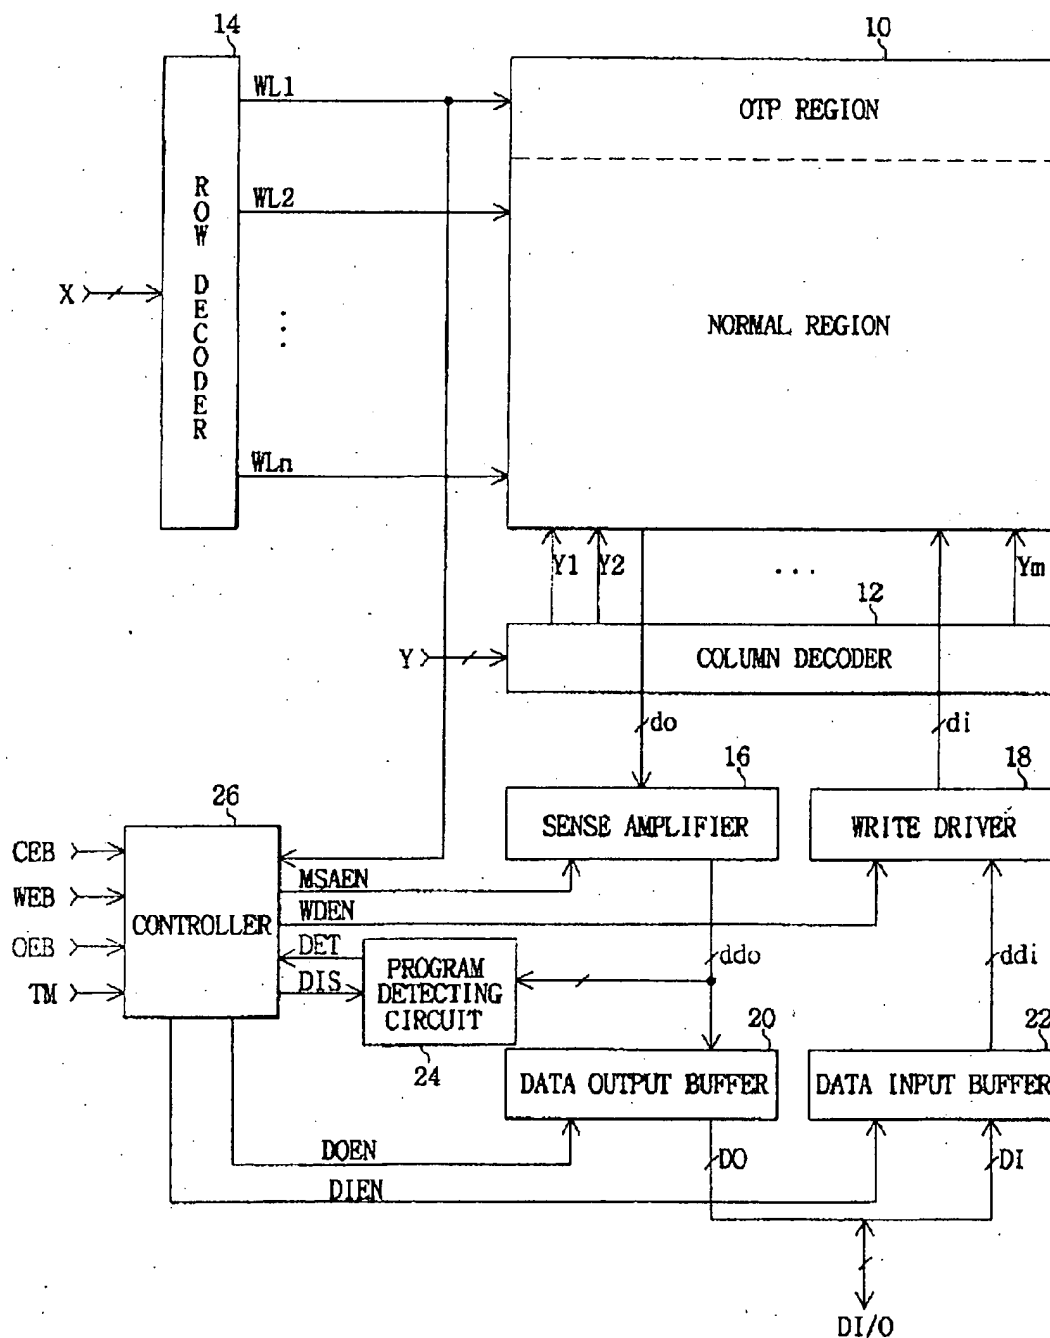 14
10
WL1
OTP REGION
WL2
ROW DECODER
X
NORMAL REGION
WLn
Y1
Y2
Ym
12
Y
COLUMN DECODER
do
di
16
18
26
SENSE AMPLIFIER
WRITE DRIVER
CEB
MSAEN
WEB
CONTROLLER
WDEN
OEB
DET
PROGRAM
DETECTING
CIRCUIT
ddo
ddi
TM
DIS
24
20
22
DATA OUTPUT BUFFER
DATA INPUT BUFFER
DOEN
DO
DI
DIEN
DI/O